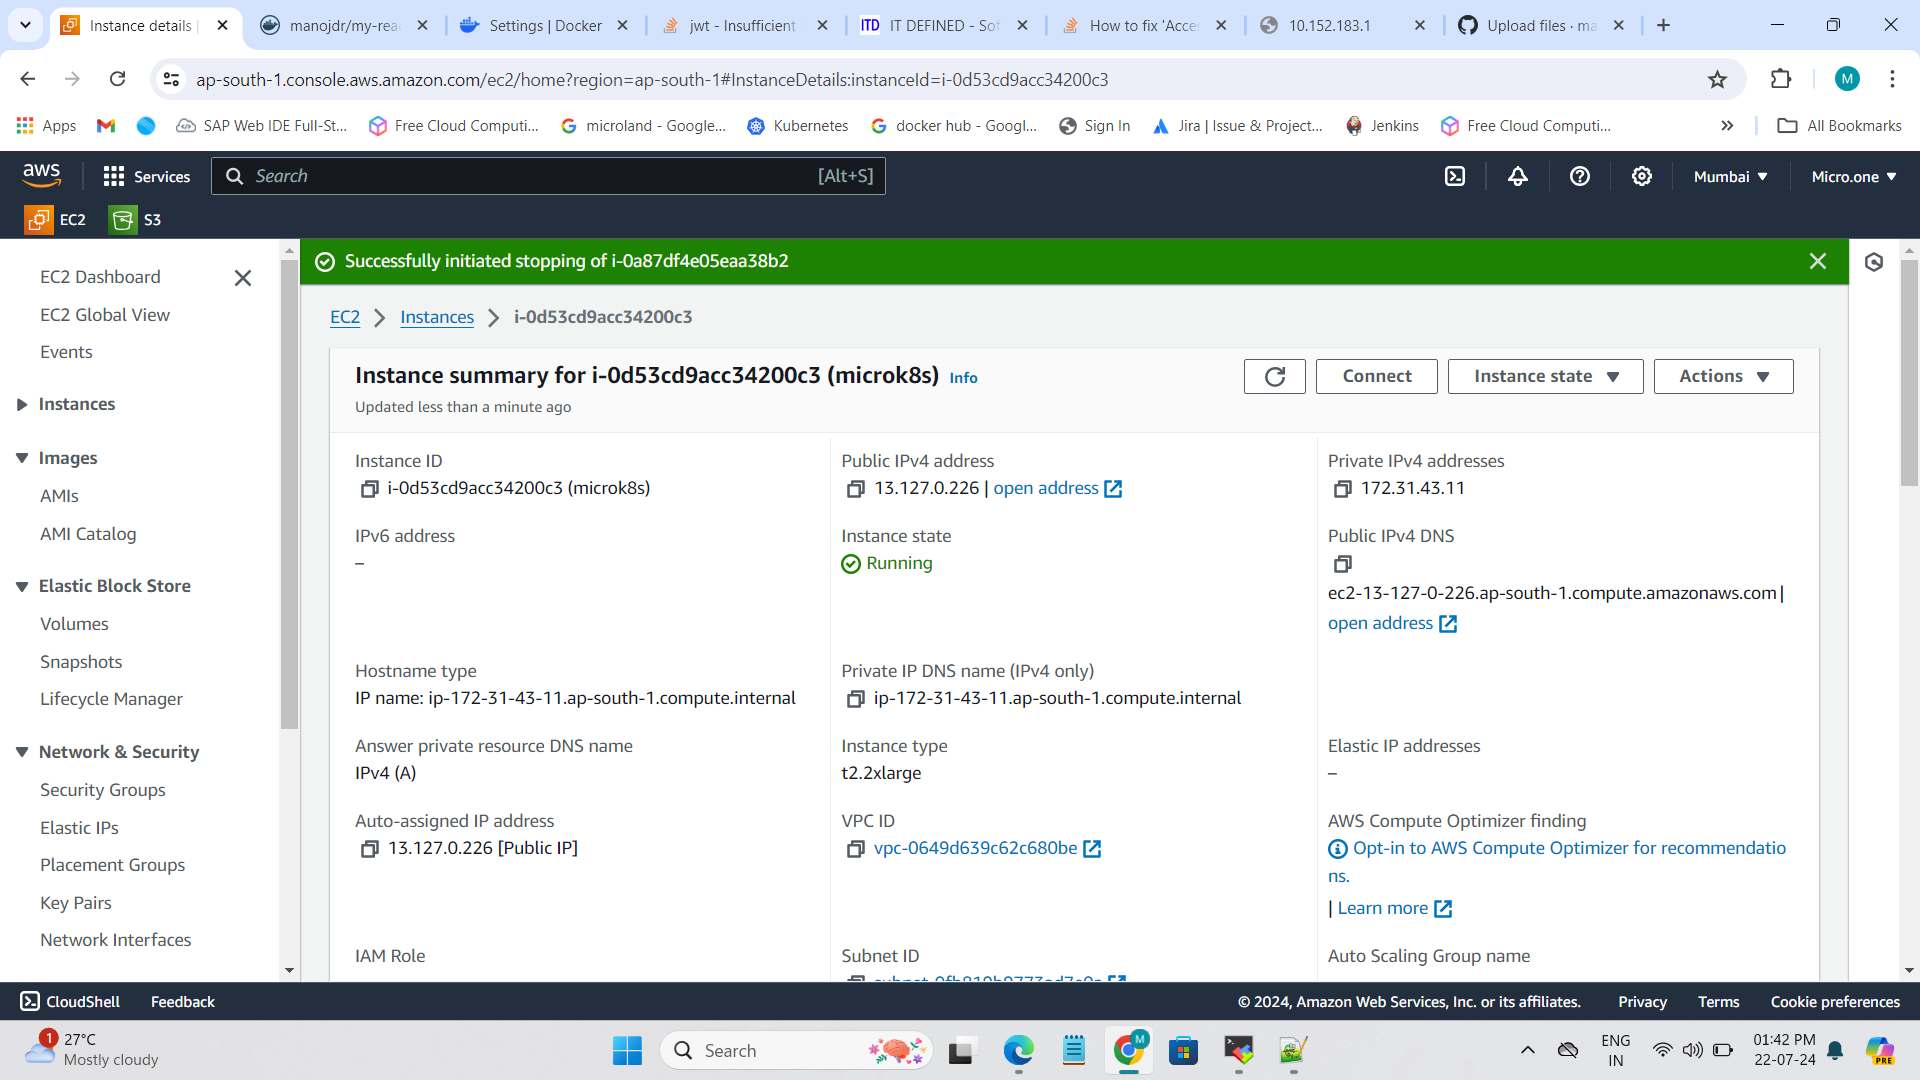 Instance details |
manojdr/my-rea
Settings | Docker
jwt - Insufficient
ITD IT DEFINED - Sof
How to fix 'Acces
10.152.183.1
Upload files · ma
ap-south-1.console.aws.amazon.com/ec2/home?region=ap-south-1#InstanceDetails:instanceId=i-0d53cd9acc34200c3
M
Apps
SAP Web IDE Full-St...
Free Cloud Computi...
microland - Google...
Kubernetes
docker hub - Googl...
Sign In
Jira | Issue & Project...
Jenkins
Free Cloud Computi...
All Bookmarks
aws
Services
Search
[Alt+S]
Mumbai
Micro.one
EC2
S3
EC2 Dashboard
EC2 Global View
Events
Instances
Images
AMIs
AMI Catalog
Elastic Block Store
Volumes
Snapshots
Lifecycle Manager
Network & Security
Security Groups
Elastic IPs
Placement Groups
Key Pairs
Network Interfaces
Successfully initiated stopping of i-0a87df4e05eaa38b2
EC2 > Instances > i-0d53cd9acc34200c3
Instance summary for i-0d53cd9acc34200c3 (microk8s) Info
Updated less than a minute ago
Connect
Instance state
Actions
Instance ID
i-0d53cd9acc34200c3 (microk8s)
Public IPv4 address
13.127.0.226 | open address
Private IPv4 addresses
172.31.43.11
IPv6 address
–
Instance state
Running
Public IPv4 DNS
ec2-13-127-0-226.ap-south-1.compute.amazonaws.com |
open address
Hostname type
IP name: ip-172-31-43-11.ap-south-1.compute.internal
Private IP DNS name (IPv4 only)
ip-172-31-43-11.ap-south-1.compute.internal
Answer private resource DNS name
IPv4 (A)
Instance type
t2.2xlarge
Elastic IP addresses
–
Auto-assigned IP address
13.127.0.226 [Public IP]
VPC ID
vpc-0649d639c62c680be
AWS Compute Optimizer finding
Opt-in to AWS Compute Optimizer for recommendatio
ns.
| Learn more
IAM Role
Subnet ID
Auto Scaling Group name
CloudShell
Feedback
© 2024, Amazon Web Services, Inc. or its affiliates.
Privacy
Terms
Cookie preferences
1
27°C
Mostly cloudy
Search
M
ENG
IN
01:42 PM
22-07-24
PRE